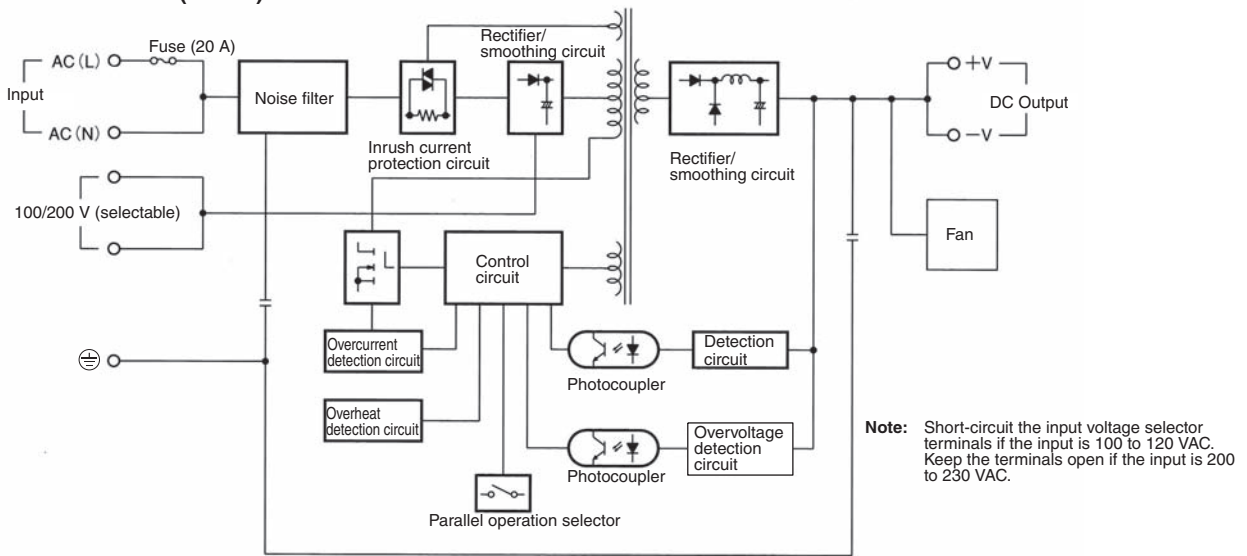 Rectifier/
smoothing circuit
Fuse (20 A)
AC (L)
Input
Noise filter
DC Output
+V
AC (N)
−V
Inrush current
protection circuit
Rectifier/
smoothing circuit
100/200 V (selectable)
Control
circuit
Fan
Overcurrent
detection circuit
Detection
circuit
Photocoupler
Overheat
detection circuit
Overvoltage
detection
circuit
Photocoupler
Parallel operation selector
Note: Short-circuit the input voltage selector
terminals if the input is 100 to 120 VAC.
Keep the terminals open if the input is 200
to 230 VAC.